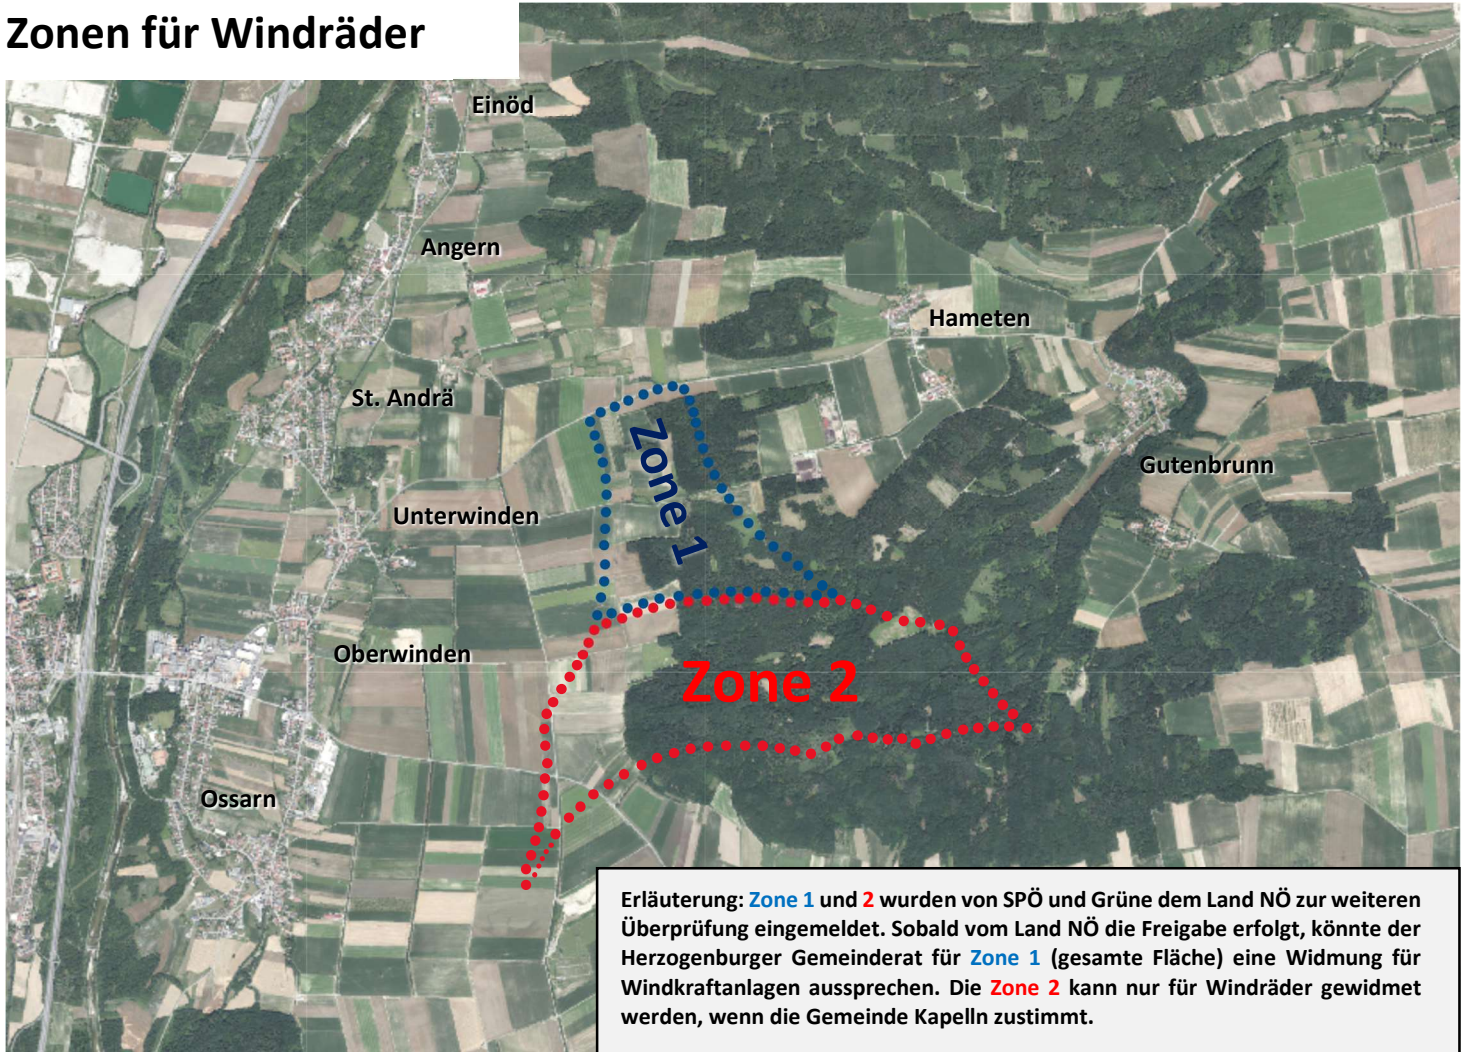 Zonen für Windräder
Einöd
Angern
Hameten
St. Andrä
Zone 1
Gutenbrunn
Unterwinden
Oberwinden
Zone 2
Ossarn
Erläuterung: Zone 1 und 2 wurden von SPÖ und Grüne dem Land NÖ zur weiteren
Überprüfung eingemeldet. Sobald vom Land NÖ die Freigabe erfolgt, könnte der
Herzogenburger Gemeinderat für Zone 1 (gesamte Fläche) eine Widmung für
Windkraftanlagen aussprechen. Die Zone 2 kann nur für Windräder gewidmet
werden, wenn die Gemeinde Kapelln zustimmt.